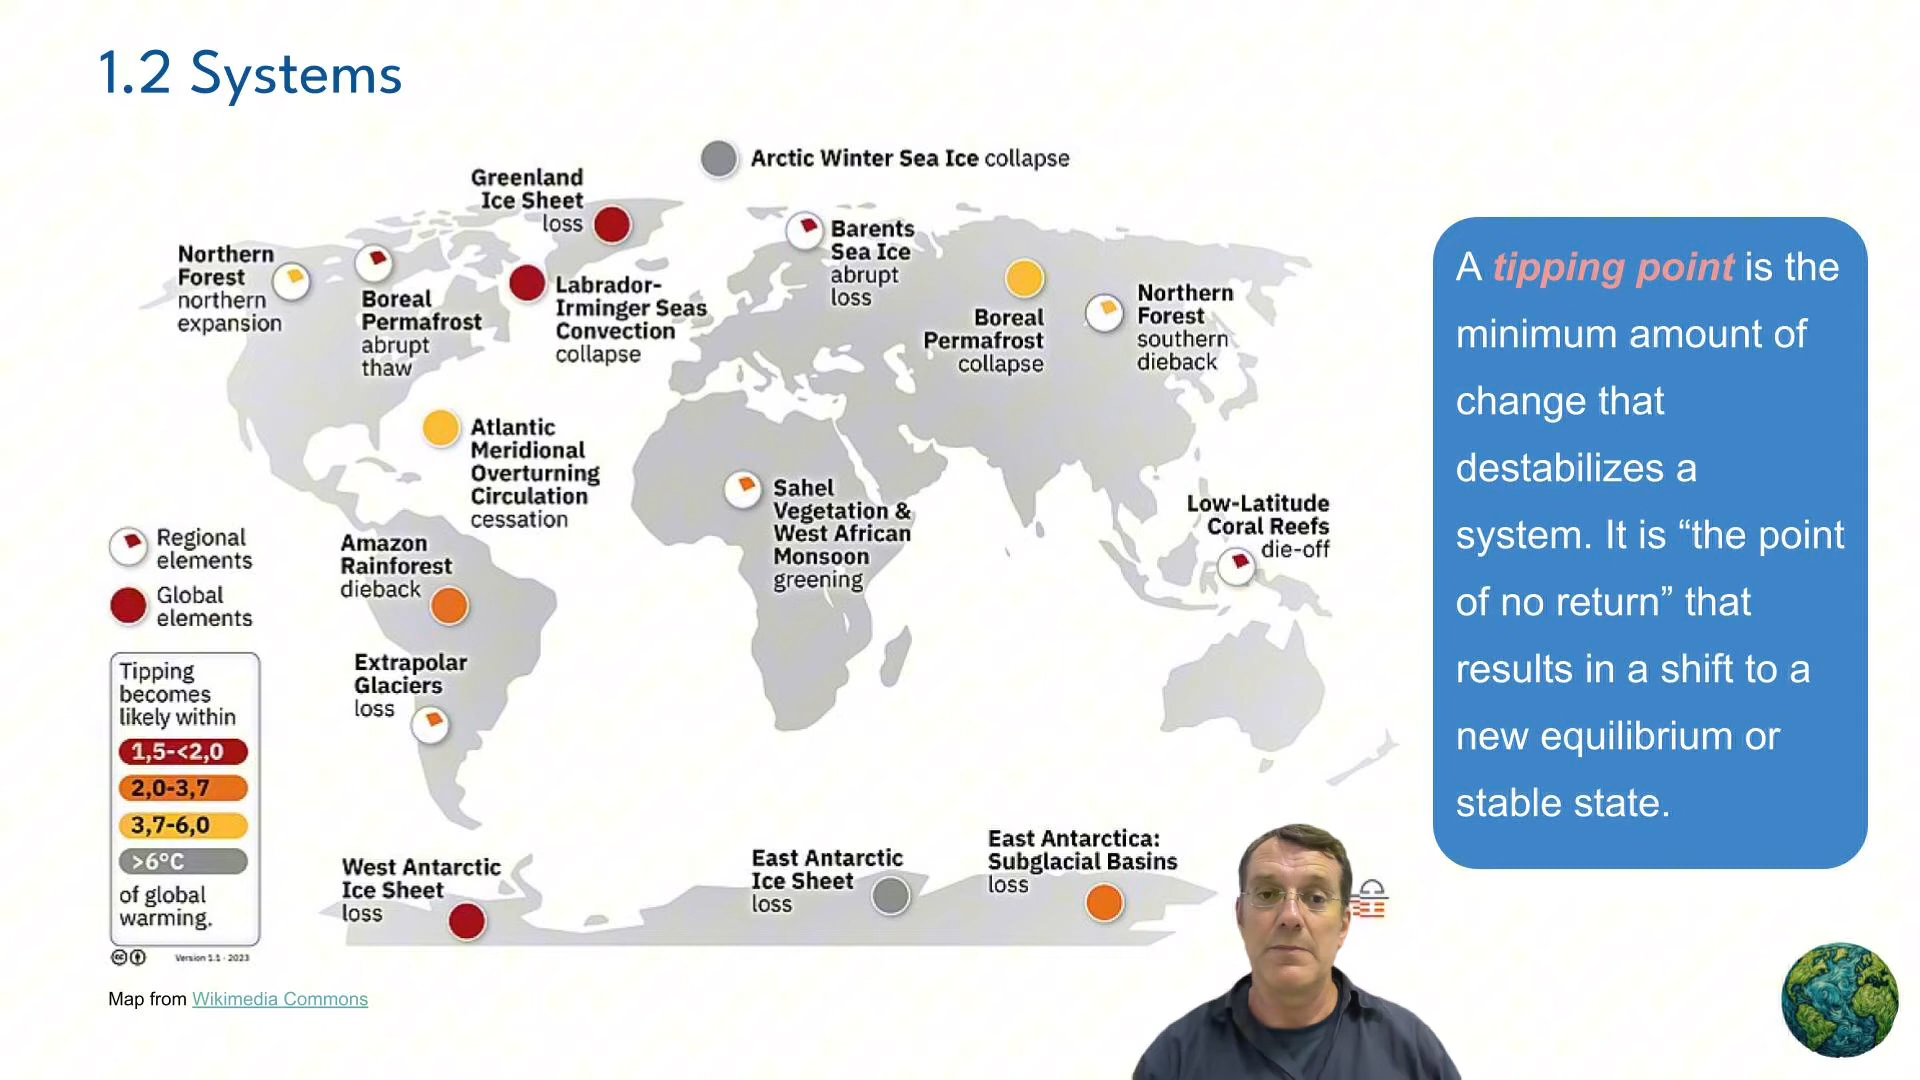 1.2 Systems
Arctic Winter Sea Ice collapse
Greenland
Ice Sheet
loss
Northern
Forest
northern
expansion
Boreal
Permafrost
abrupt
thaw
Labrador-
Irminger Seas
Convection
collapse
Barents
Sea Ice
abrupt
loss
Boreal
Permafrost
collapse
Northern
Forest
southern
dieback
Atlantic
Meridional
Overturning
Circulation
cessation
Sahel
Vegetation &
West African
Monsoon
greening
Low-Latitude
Coral Reefs
die-off
Amazon
Rainforest
dieback
Extrapolar
Glaciers
loss
West Antarctic
Ice Sheet
loss
East Antarctic
Ice Sheet
loss
East Antarctica:
Subglacial Basins
loss
Regional
elements
Global
elements
Tipping
becomes
likely within
1,5-<2,0
2,0-3,7
3,7-6,0
>6°C
of global
warming.
cc
Version 1.1 - 2023
Map from Wikimedia Commons
A tipping point is the
minimum amount of
change that
destabilizes a
system. It is “the point
of no return” that
results in a shift to a
new equilibrium or
stable state.